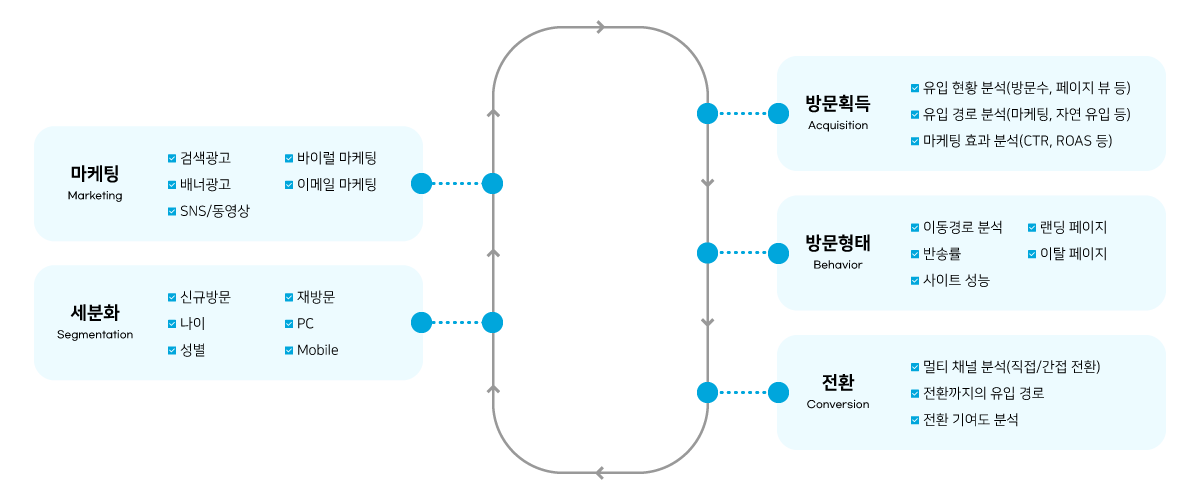 마케팅
Marketing
검색광고
바이럴 마케팅
배너광고
이메일 마케팅
SNS/동영상
세분화
Segmentation
신규방문
재방문
나이
PC
성별
Mobile
방문획득
Acquisition
유입 현황 분석(방문수, 페이지 뷰 등)
유입 경로 분석(마케팅, 자연 유입 등)
마케팅 효과 분석(CTR, ROAS 등)
방문형태
Behavior
이동경로 분석
랜딩 페이지
반송률
이탈 페이지
사이트 성능
전환
Conversion
멀티 채널 분석(직접/간접 전환)
전환까지의 유입 경로
전환 기여도 분석